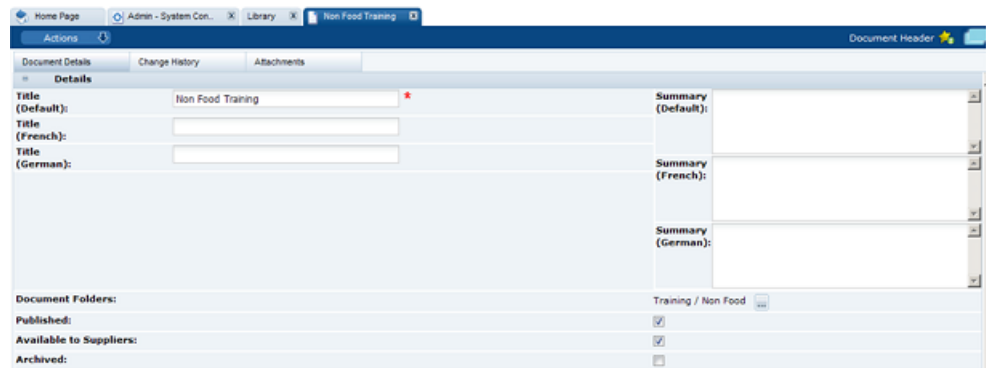 Home Page Admin - System Con.. X Library X Non Food Training X
Actions Document Header
Document Details Change History Attachments
Details
Title (Default): Non Food Training * Summary (Default):
Title (French):
Title (German):
Summary (French):
Summary (German):
Document Folders: Training / Non Food ...
Published:
Available to Suppliers:
Archived: